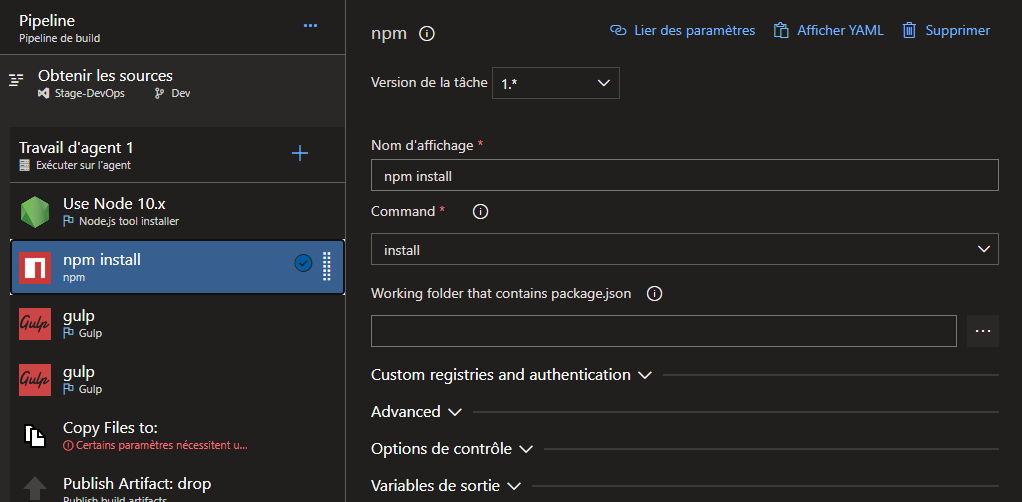 Pipeline
...
Pipeline de build
Obtenir les sources
Stage-DevOps Dev
Travail d'agent 1
Exécuter sur l'agent
Use Node 10.x
Node.js tool installer
npm install
npm
gulp
Gulp
gulp
Gulp
Copy Files to:
Certains paramètres nécessitent u...
Publish Artifact: drop
Publish build artifacts
npm
Lier des paramètres
Afficher YAML
Supprimer
Version de la tâche 1.*
Nom d'affichage *
npm install
Command *
install
Working folder that contains package.json
...
Custom registries and authentication
Advanced
Options de contrôle
Variables de sortie